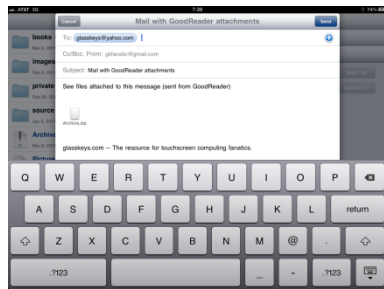 AT&T 3G 7:38 74%
Cancel Mail with GoodReader attachments Send
books
To: glasskeys@yahoo.com
Cc/Bcc, From: gkfanatic@gmail.com
images
Subject: Mail with GoodReader attachments
private
See files attached to this message (sent from GoodReader)
source
Archive
Archive.zip
Picture
glasskeys.com -- The resource for touchscreen computing fanatics.
Q W E R T Y U I O P
A S D F G H J K L return
Z X C V B N M @ .
.?123 _ - .?123